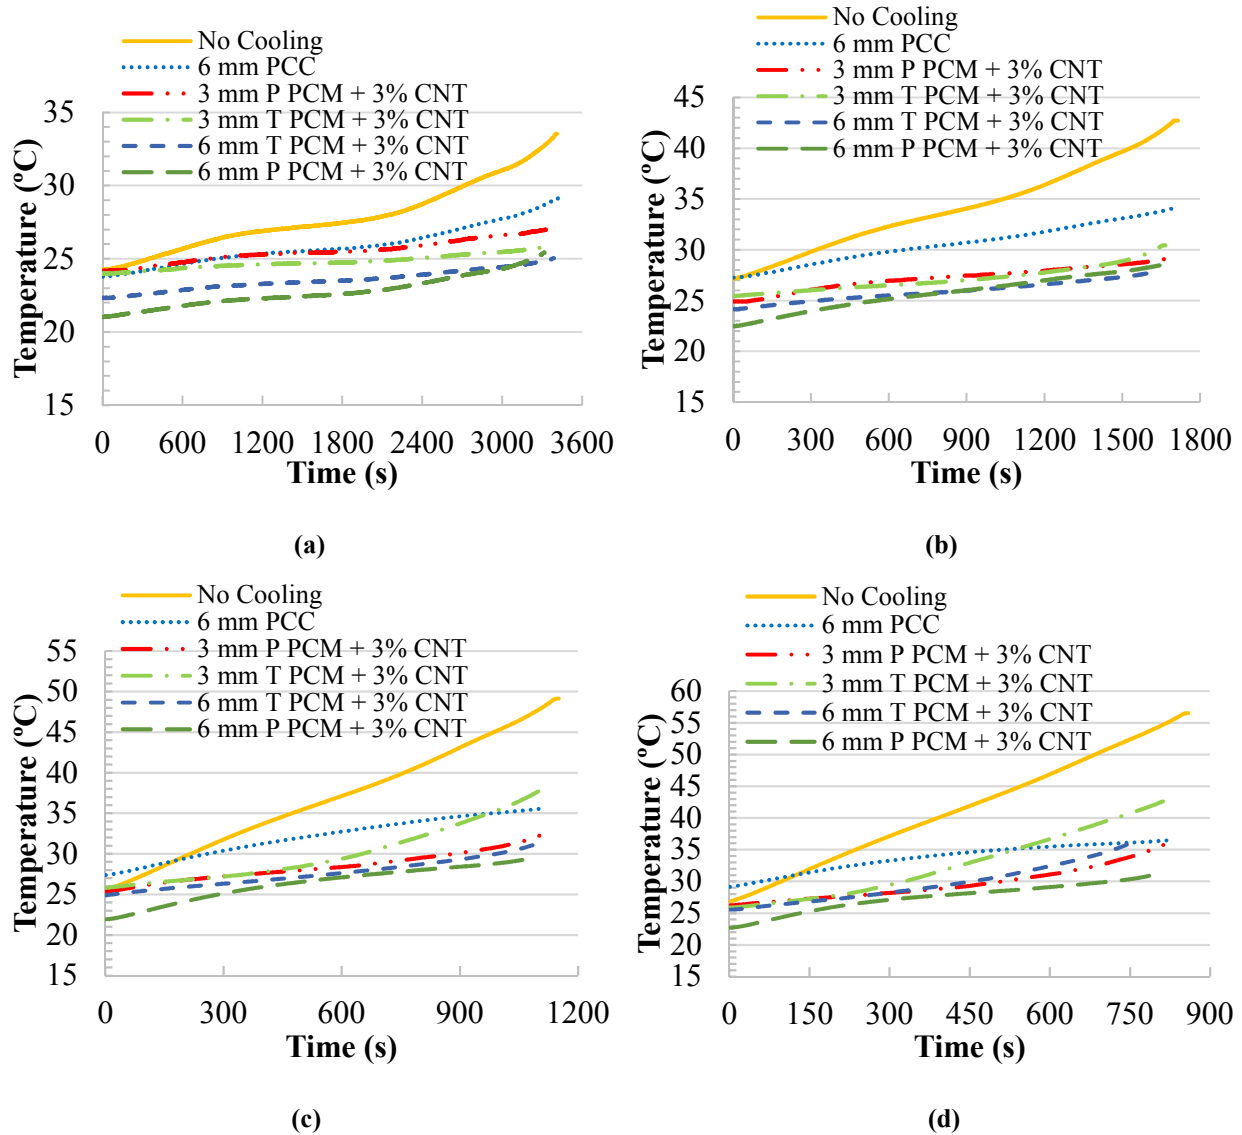 No Cooling
6 mm PCC
3 mm P PCM + 3% CNT
3 mm T PCM + 3% CNT
6 mm T PCM + 3% CNT
6 mm P PCM + 3% CNT
Temperature (ºC)
35
30
25
20
15
0 600 1200 1800 2400 3000 3600
Time (s)
(a)
No Cooling
6 mm PCC
3 mm P PCM + 3% CNT
3 mm T PCM + 3% CNT
6 mm T PCM + 3% CNT
6 mm P PCM + 3% CNT
Temperature (ºC)
45
40
35
30
25
20
15
0 300 600 900 1200 1500 1800
Time (s)
(b)
No Cooling
6 mm PCC
3 mm P PCM + 3% CNT
3 mm T PCM + 3% CNT
6 mm T PCM + 3% CNT
6 mm P PCM + 3% CNT
Temperature (ºC)
55
50
45
40
35
30
25
20
15
0 300 600 900 1200
Time (s)
(c)
No Cooling
6 mm PCC
3 mm P PCM + 3% CNT
3 mm T PCM + 3% CNT
6 mm T PCM + 3% CNT
6 mm P PCM + 3% CNT
Temperature (ºC)
60
55
50
45
40
35
30
25
20
15
0 150 300 450 600 750 900
Time (s)
(d)